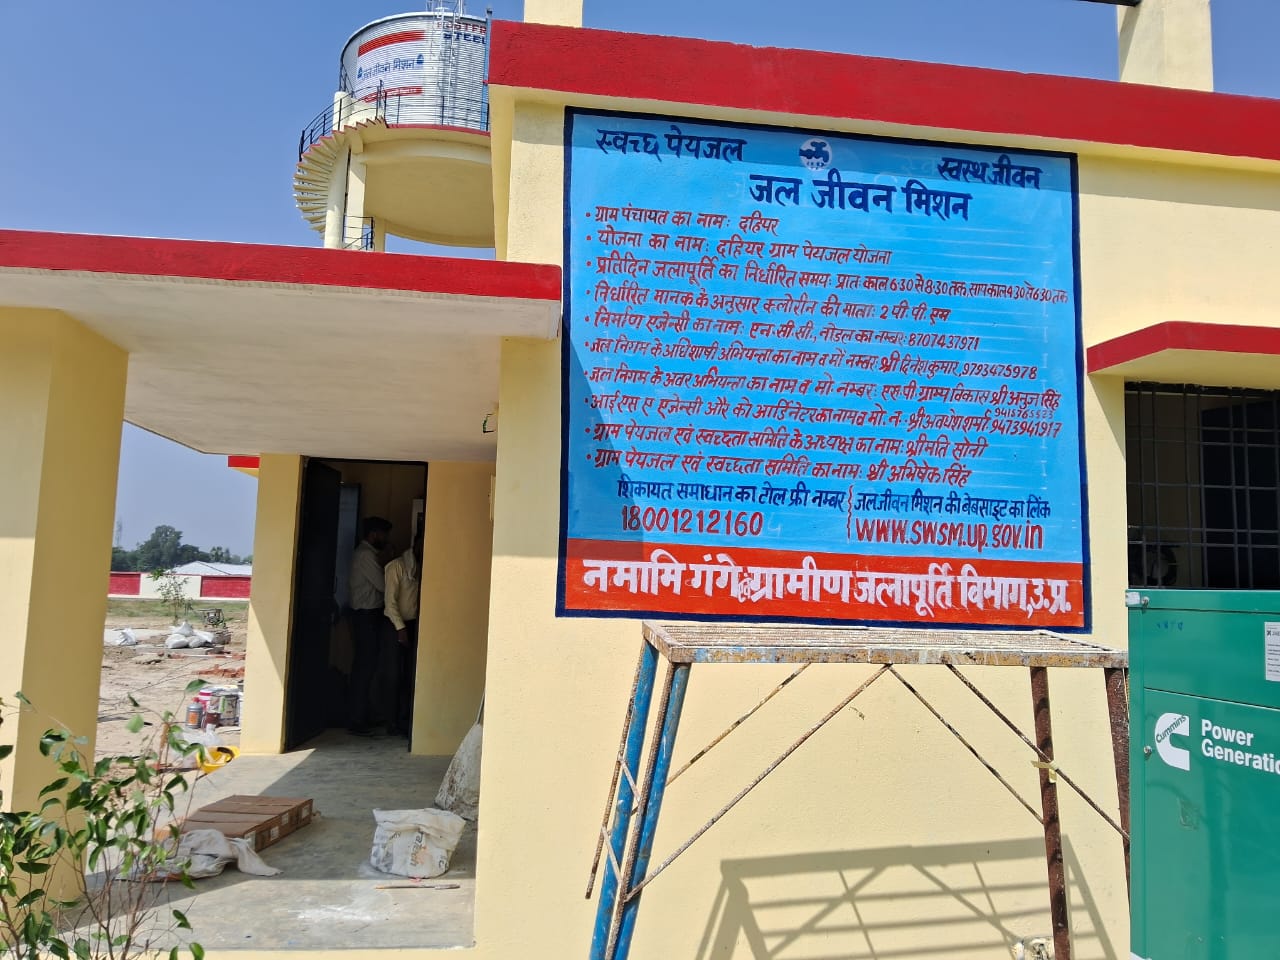 जल जीवन मिशन
STEEL
स्वच्छ पेयजल
स्वस्थ जीवन
जल जीवन मिशन
• ग्राम पंचायत का नाम: दहियर
• योजना का नाम: दहियर ग्राम पेयजल योजना
• प्रतिदिन जलापूर्ति का निर्धारित समय: प्रातःकाल 6:30 से 8:30 तक, सायंकाल 4:30 से 6:30 तक
• निर्धारित मानक के अनुसार क्लोरीन की मात्रा: 2 पी.पी.एम
• निर्माण एजेन्सी का नाम: एन.सी.सी., नोडल का नम्बर: 8707437971
• जल निगम के अधिशाषी अभियन्ता का नाम व मो. नम्बर: श्री दिनेश कुमार, 9793475978
• जल निगम के अवर अभियन्ता का नाम व मो. नम्बर: एस.पी. ग्राम्य विकास श्री अनुज सिंह
• आई एस ए एजेन्सी और को आर्डिनेटर का नाम व मो. न.: श्री अवधेश शर्मा 9473941917
• ग्राम पेयजल एवं स्वच्छता समिति के अध्यक्ष का नाम: श्रीमति सोनी
• ग्राम पेयजल एवं स्वच्छता समिति का नाम: श्री अभिषेक सिंह
शिकायत समाधान का टोल फ्री नम्बर
18001212160
जल जीवन मिशन की बेबसाइट का लिंक
www.swsm.up.gov.in
नमामि गंगे एवं ग्रामीण जलापूर्ति विभाग, उ.प्र.
Cummins
Power
Generatio